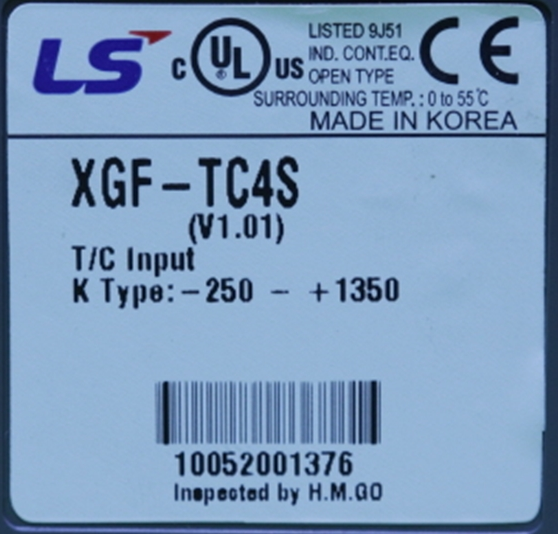 LS
C UL US
®
LISTED 9J51
IND. CONT.EQ.
OPEN TYPE
CE
SURROUNDING TEMP.: 0 to 55℃
MADE IN KOREA
XGF-TC4S
(V1.01)
T/C Input
K Type:-250 - +1350
10052001376
Inspected by H.M.GO